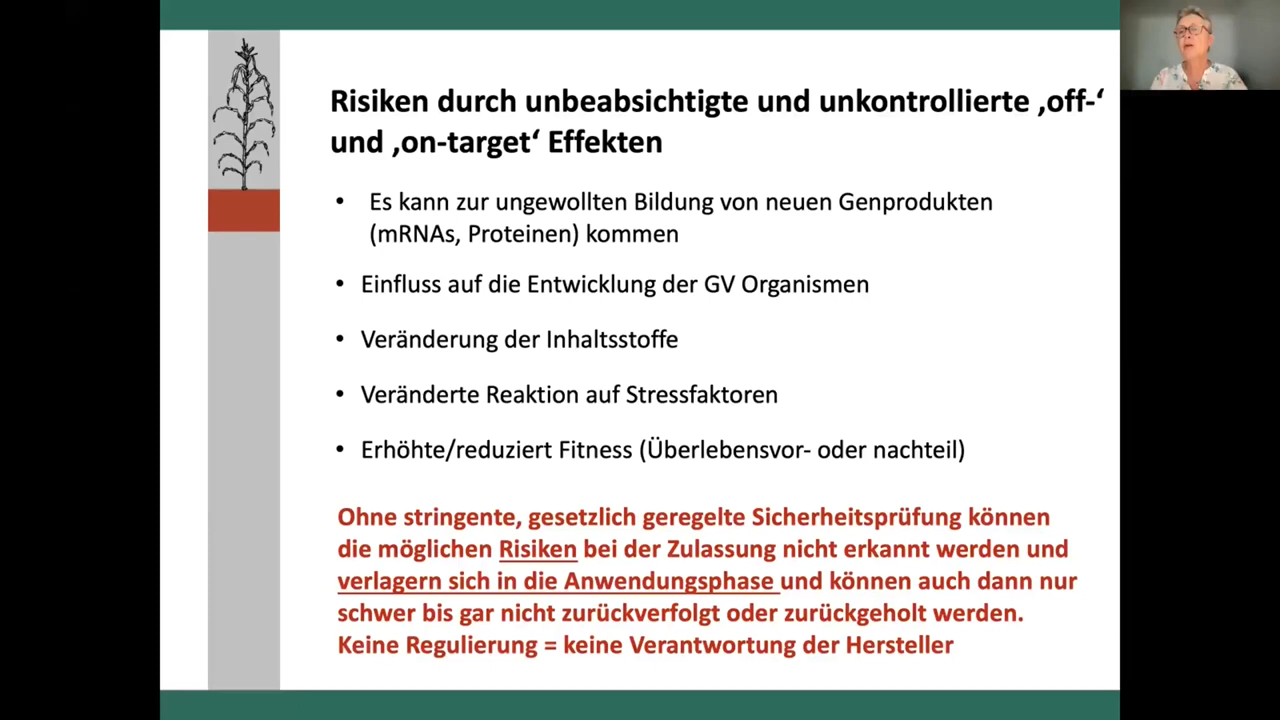 Risiken durch unbeabsichtigte und unkontrollierte ‚off-‘
und ‚on-target‘ Effekten
• Es kann zur ungewollten Bildung von neuen Genprodukten
(mRNAs, Proteinen) kommen
• Einfluss auf die Entwicklung der GV Organismen
• Veränderung der Inhaltsstoffe
• Veränderte Reaktion auf Stressfaktoren
• Erhöhte/reduziert Fitness (Überlebensvor- oder nachteil)
Ohne stringente, gesetzlich geregelte Sicherheitsprüfung können
die möglichen Risiken bei der Zulassung nicht erkannt werden und
verlagern sich in die Anwendungsphase und können auch dann nur
schwer bis gar nicht zurückverfolgt oder zurückgeholt werden.
Keine Regulierung = keine Verantwortung der Hersteller